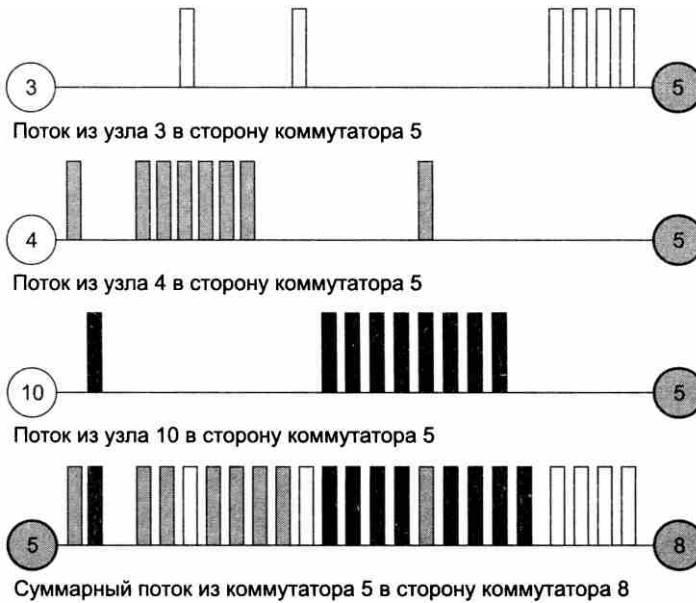 3 5
Поток из узла 3 в сторону коммутатора 5
4 5
Поток из узла 4 в сторону коммутатора 5
10 5
Поток из узла 10 в сторону коммутатора 5
5 8
Суммарный поток из коммутатора 5 в сторону коммутатора 8